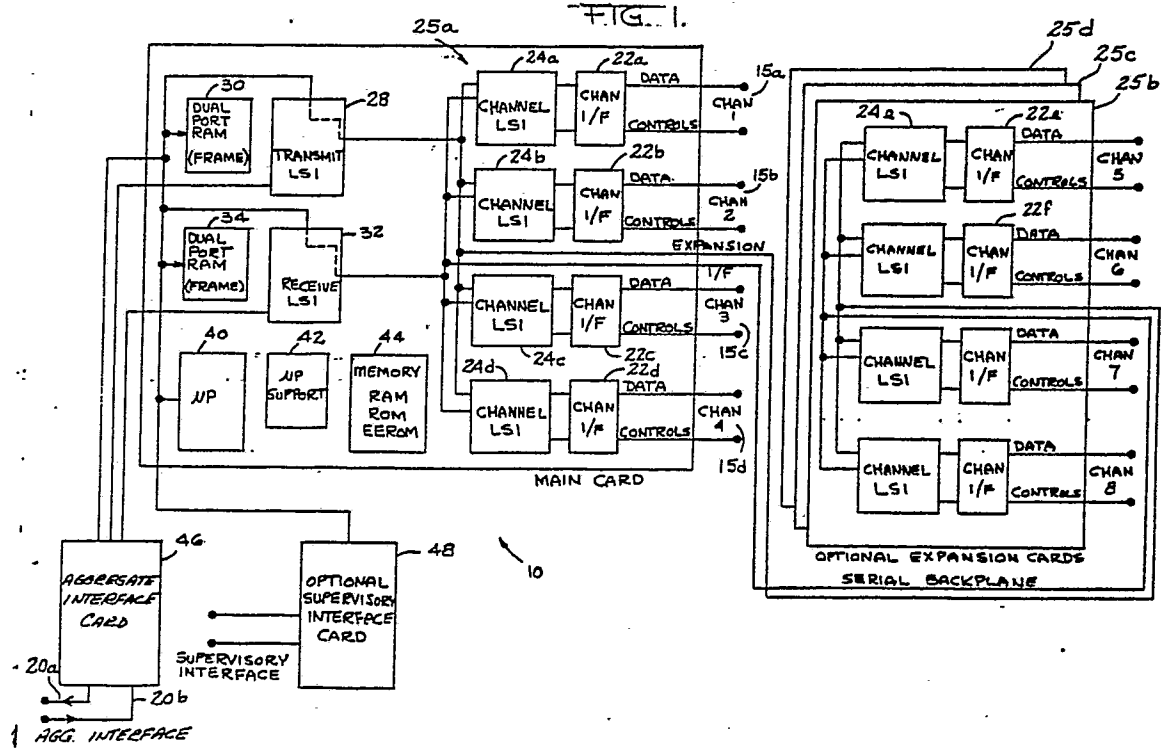 FIG. 1.
25a
30
DUAL
PORT
RAM
(FRAME)
28
TRANSMIT
LSI
24a
CHANNEL
LSI
22a
CHAN
I/F
DATA
CONTROLS
15a
CHAN
1
24b
CHANNEL
LSI
22b
CHAN
I/F
DATA
CONTROLS
15b
CHAN
2
34
DUAL
PORT
RAM
(FRAME)
32
RECEIVE
LSI
EXPANSION
I/F
CHANNEL
LSI
24c
CHAN
I/F
22c
DATA
CONTROLS
CHAN
3
15c
40
μP
42
μP
SUPPORT
44
MEMORY
RAM
ROM
EEROM
24d
CHANNEL
LSI
22d
CHAN
I/F
DATA
CONTROLS
CHAN
4
15d
MAIN CARD
25d
25c
25b
24e
CHANNEL
LSI
22e
CHAN
I/F
DATA
CONTROLS
CHAN
5
CHANNEL
LSI
22f
CHAN
I/F
DATA
CONTROLS
CHAN
6
CHANNEL
LSI
CHAN
I/F
DATA
CONTROLS
CHAN
7
CHANNEL
LSI
CHAN
I/F
DATA
CONTROLS
CHAN
8
OPTIONAL EXPANSION CARDS
SERIAL BACKPLANE
46
AGGREGATE
INTERFACE
CARD
48
OPTIONAL
SUPERVISORY
INTERFACE
CARD
10
SUPERVISORY
INTERFACE
20a
20b
AGG. INTERFACE